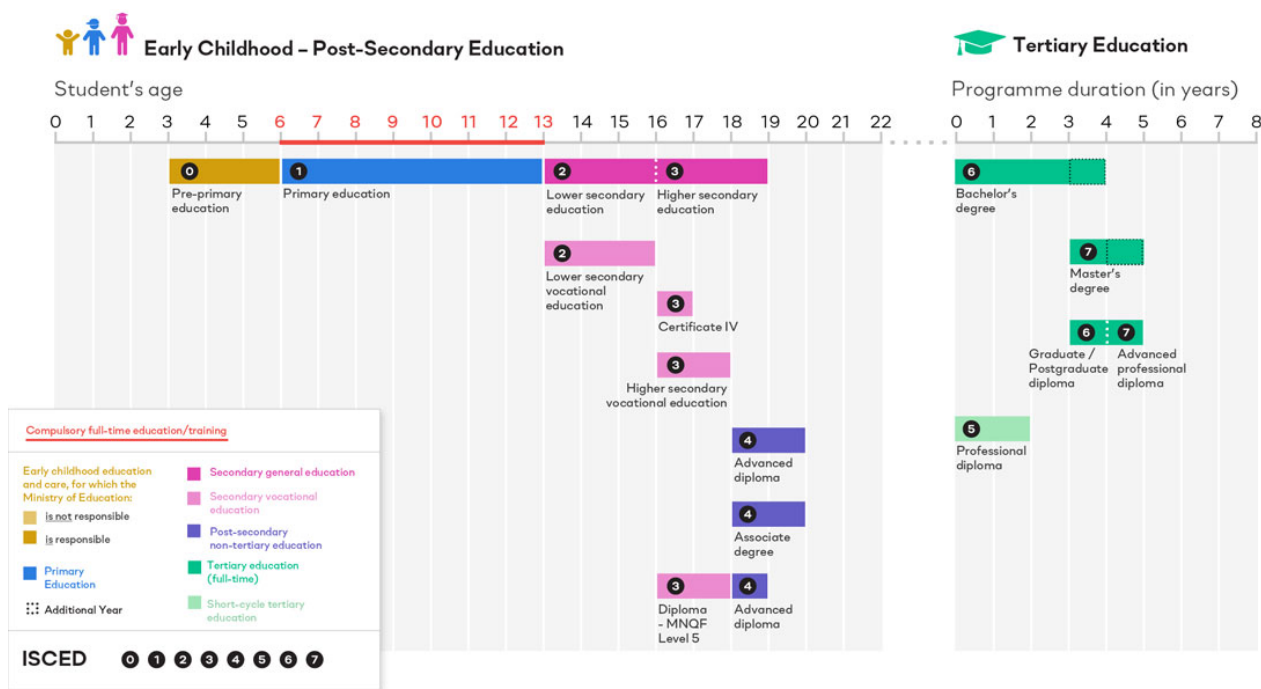 Early Childhood – Post-Secondary Education
Tertiary Education
Student's age
Programme duration (in years)
0 1 2 3 4 5 6 7 8 9 10 11 12 13 14 15 16 17 18 19 20 21 22
0 1 2 3 4 5 6 7 8
0
Pre-primary
education
1
Primary education
2
Lower secondary
education
3
Higher secondary
education
6
Bachelor's
degree
2
Lower secondary
vocational
education
7
Master's
degree
3
Certificate IV
6
Graduate /
Postgraduate
diploma
7
Advanced
professional
diploma
3
Higher secondary
vocational education
5
Professional
diploma
4
Advanced
diploma
4
Associate
degree
3
Diploma
- MNQF
Level 5
4
Advanced
diploma
Compulsory full-time education/training
Early childhood education
and care, for which the
Ministry of Education:
is not responsible
is responsible
Primary
Education
Additional Year
Secondary general education
Secondary vocational
education
Post-secondary
non-tertiary education
Tertiary education
(full-time)
Short-cycle tertiary
education
ISCED 0 1 2 3 4 5 6 7